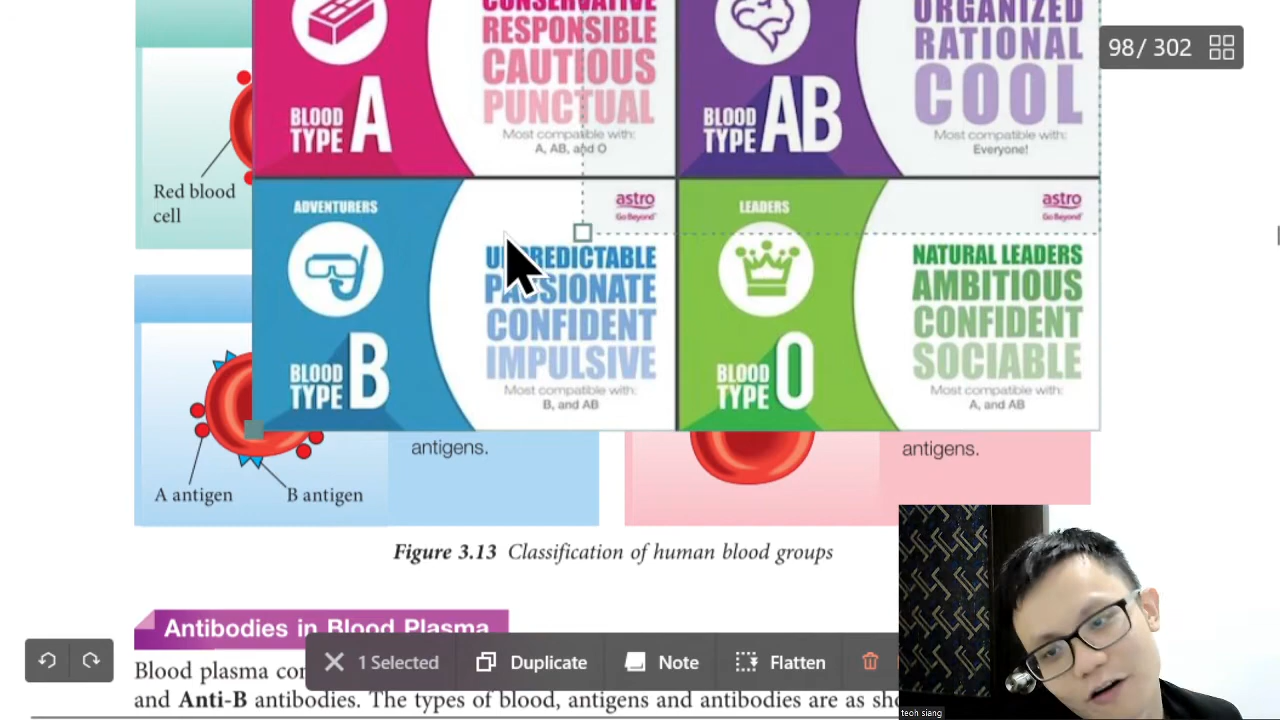 CONSERVATIVE
RESPONSIBLE
CAUTIOUS
PUNCTUAL
BLOOD
TYPE A
Most compatible with:
A, AB, and O
ORGANIZED
RATIONAL
COOL
BLOOD
TYPE AB
Most compatible with:
Everyone!
98/ 302
Red blood
cell
ADVENTURERS
astro
Go Beyond
UNPREDICTABLE
PASSIONATE
CONFIDENT
IMPULSIVE
BLOOD
TYPE B
Most compatible with:
B, and AB
LEADERS
astro
Go Beyond
NATURAL LEADERS
AMBITIOUS
CONFIDENT
SOCIABLE
BLOOD
TYPE O
Most compatible with:
A, and AB
antigens.
antigens.
A antigen
B antigen
Figure 3.13 Classification of human blood groups
Antibodies in Blood Plasma
1 Selected
Duplicate
Note
Flatten
Blood plasma
and Anti-B antibodies. The types of blood, antigens and antibodies are as
teoh siang